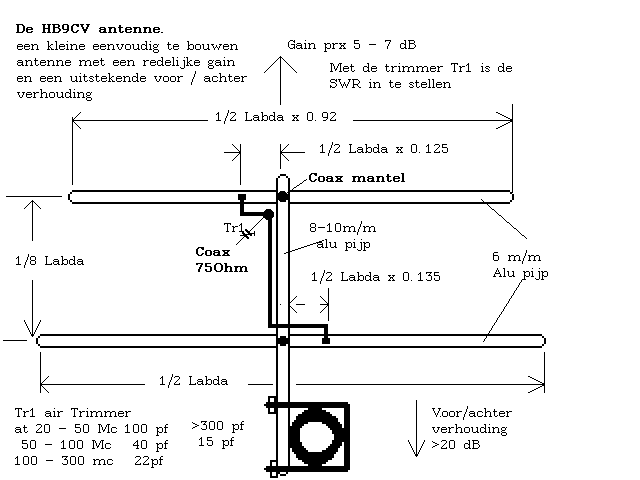 De HB9CV antenne.
een kleine eenvoudig te bouwen
antenne met een redelijke gain
en een uitstekende voor / achter
verhouding
Gain prx 5 - 7 dB
Met de trimmer Tr1 is de
SWR in te stellen
1/2 Labda x 0.92
1/2 Labda x 0.125
Coax mantel
Tr1
Coax
75Ohm
8-10m/m
alu pijp
1/8 Labda
6 m/m
Alu pijp
1/2 Labda x 0.135
1/2 Labda
Tr1 air Trimmer
at 20 - 50 Mc 100 pf
50 - 100 Mc 40 pf
100 - 300 mc 22pf
>300 pf
15 pf
Voor/achter
verhouding
>20 dB